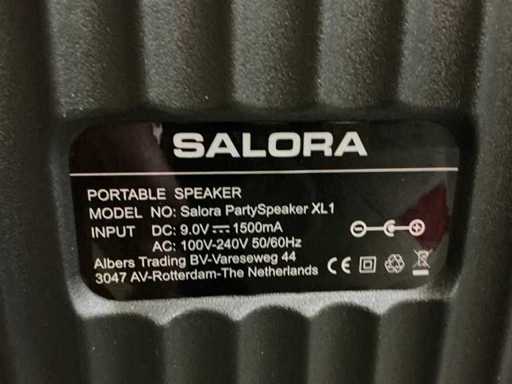 SALORA
PORTABLE SPEAKER
MODEL NO: Salora PartySpeaker XL1
INPUT DC: 9.0V⎓1500mA
AC: 100V-240V 50/60Hz
Albers Trading BV-Vareseweg 44
3047 AV-Rotterdam-The Netherlands
CE